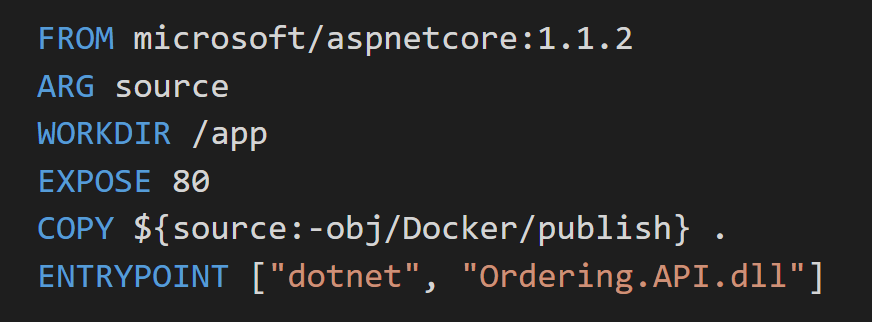 FROM microsoft/aspnetcore:1.1.2
ARG source
WORKDIR /app
EXPOSE 80
COPY ${source:-obj/Docker/publish} .
ENTRYPOINT ["dotnet", "Ordering.API.dll"]